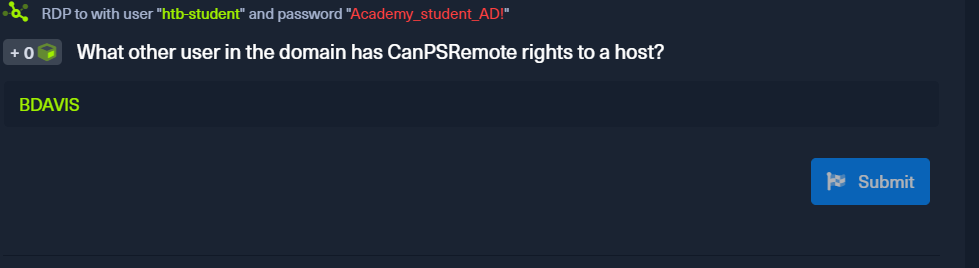 RDP to with user "htb-student" and password "Academy_student_AD!"
+ 0 What other user in the domain has CanPSRemote rights to a host?
BDAVIS
Submit